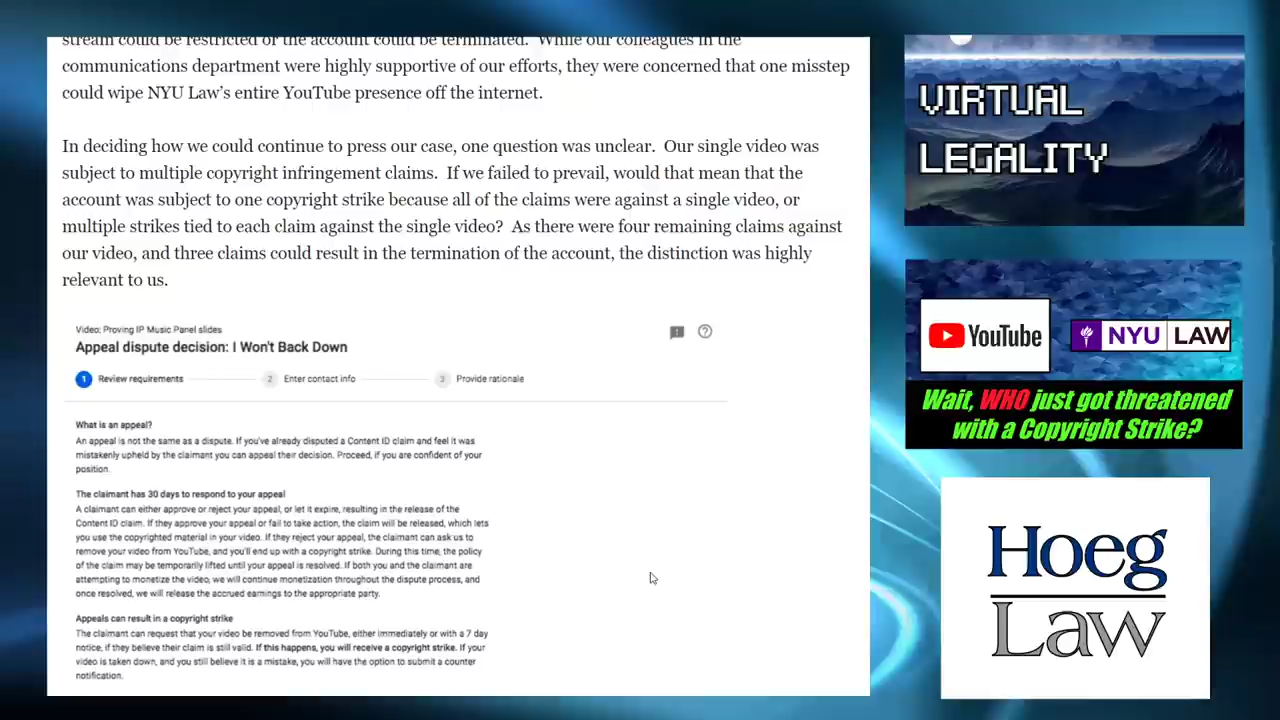 stream could be restricted or the account could be terminated. While our colleagues in the
communications department were highly supportive of our efforts, they were concerned that one misstep
could wipe NYU Law's entire YouTube presence off the internet.
In deciding how we could continue to press our case, one question was unclear. Our single video was
subject to multiple copyright infringement claims. If we failed to prevail, would that mean that the
account was subject to one copyright strike because all of the claims were against a single video, or
multiple strikes tied to each claim against the single video? As there were four remaining claims against
our video, and three claims could result in the termination of the account, the distinction was highly
relevant to us.
Video: Proving IP Music Panel slides
Appeal dispute decision: I Won't Back Down
1 Review requirements 2 Enter contact info 3 Provide rationale
What is an appeal?
An appeal is not the same as a dispute. If you've already disputed a Content ID claim and feel it was
mistakenly upheld by the claimant you can appeal their decision. Proceed, if you are confident of your
position.
The claimant has 30 days to respond to your appeal
A claimant can either approve or reject your appeal, or let it expire, resulting in the release of the
Content ID claim. If they approve your appeal or fail to take action, the claim will be released, which lets
you use the copyrighted material in your video. If they reject your appeal, the claimant can ask us to
remove your video from YouTube, and you'll end up with a copyright strike. During this time, the policy
of the claim may be temporarily lifted until your appeal is resolved. If both you and the claimant are
attempting to monetize the video, we will continue monetization throughout the dispute process, and
once resolved, we will release the accrued earnings to the appropriate party.
Appeals can result in a copyright strike
The claimant can request that your video be removed from YouTube, either immediately or with a 7 day
notice, if they believe their claim is still valid. If this happens, you will receive a copyright strike. If your
video is taken down, and you still believe it is a mistake, you will have the option to submit a counter
notification.
VIRTUAL
LEGALITY
YouTube
NYU LAW
Wait, WHO just got threatened
with a Copyright Strike?
Hoeg
Law